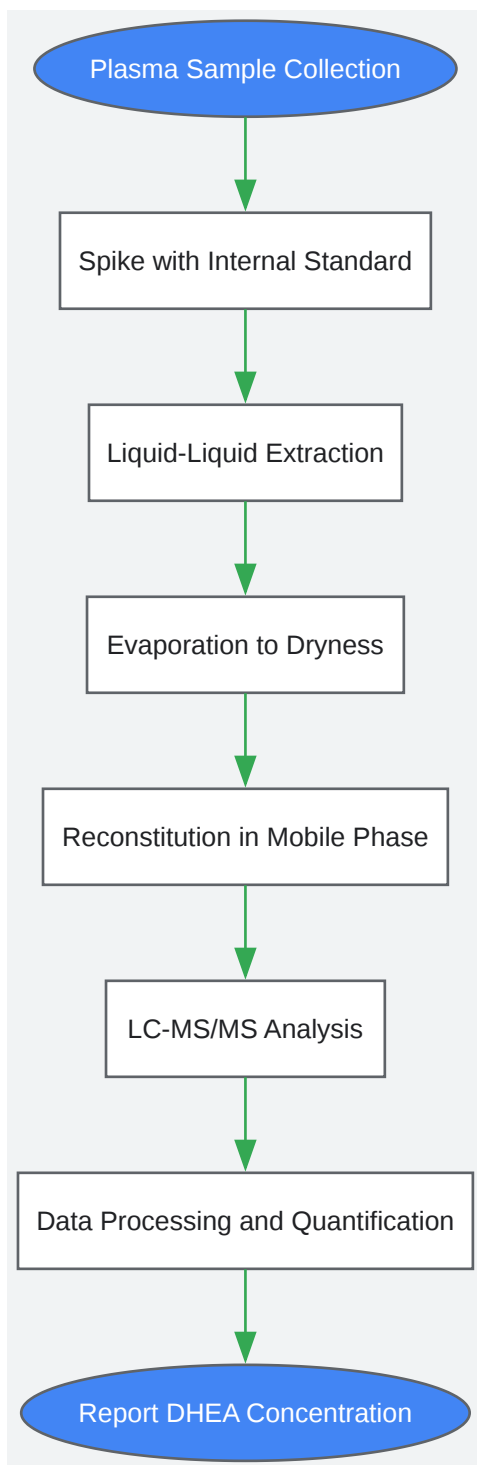 Plasma Sample Collection
Spike with Internal Standard
Liquid-Liquid Extraction
Evaporation to Dryness
Reconstitution in Mobile Phase
LC-MS/MS Analysis
Data Processing and Quantification
Report DHEA Concentration